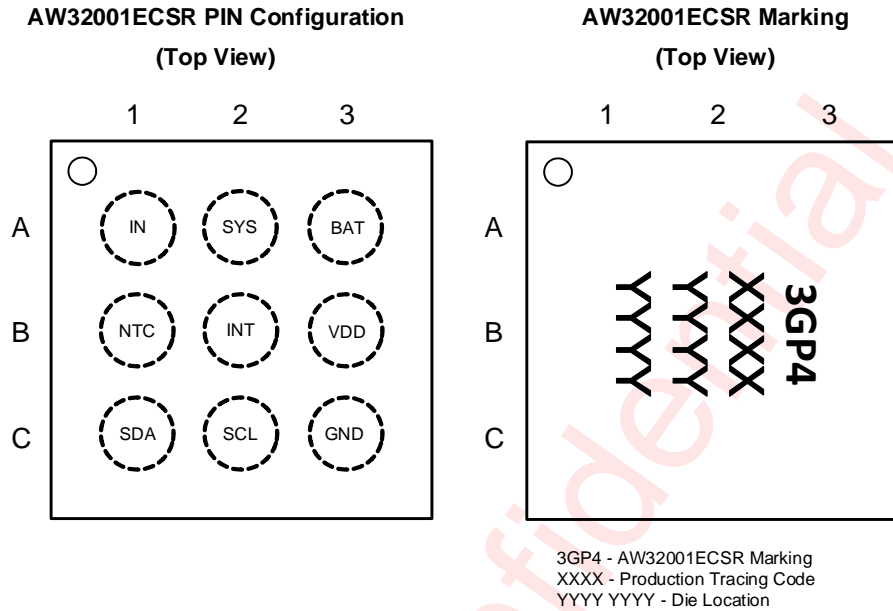 AW32001ECSR PIN Configuration
(Top View)
1 2 3
A IN SYS BAT
B NTC INT VDD
C SDA SCL GND
AW32001ECSR Marking
(Top View)
1 2 3
A
B
C
3GP4
XXXX
YYYY
YYYY
3GP4 - AW32001ECSR Marking
XXXX - Production Tracing Code
YYYY YYYY - Die Location